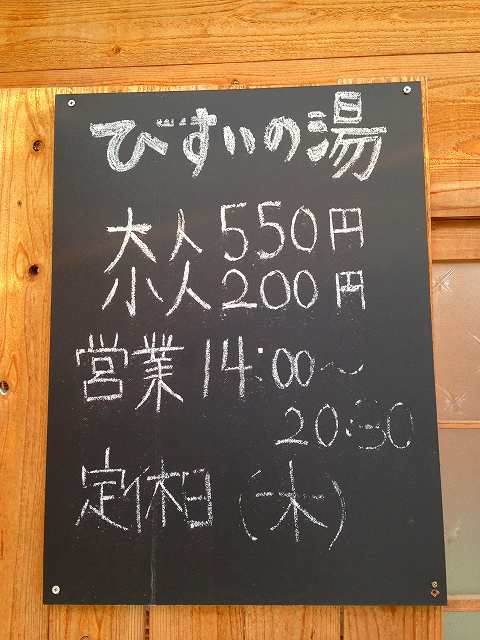 びすいの湯
大人550円
小人200円
営業14:00～
20:30
定休日(木)